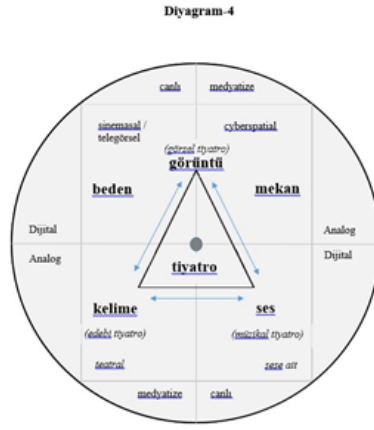 Diyagram-4
canlı medyatize
sinemasal / cyberspatial
telegörsel
(görsel tiyatro)
görüntü
beden mekan
Dijital Analog
Analog Dijital
tiyatro
kelime ses
(edebi tiyatro) (müzikal tiyatro)
teatral sese ait
medyatize canlı